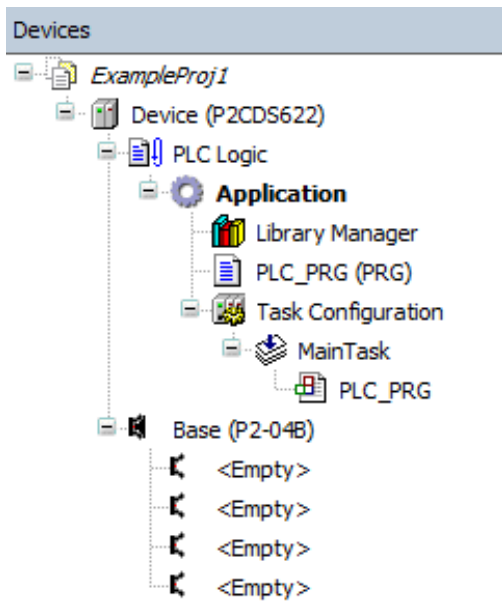 Devices
ExampleProj1
Device (P2CDS622)
PLC Logic
Application
Library Manager
PLC_PRG (PRG)
Task Configuration
MainTask
PLC_PRG
Base (P2-04B)
<Empty>
<Empty>
<Empty>
<Empty>